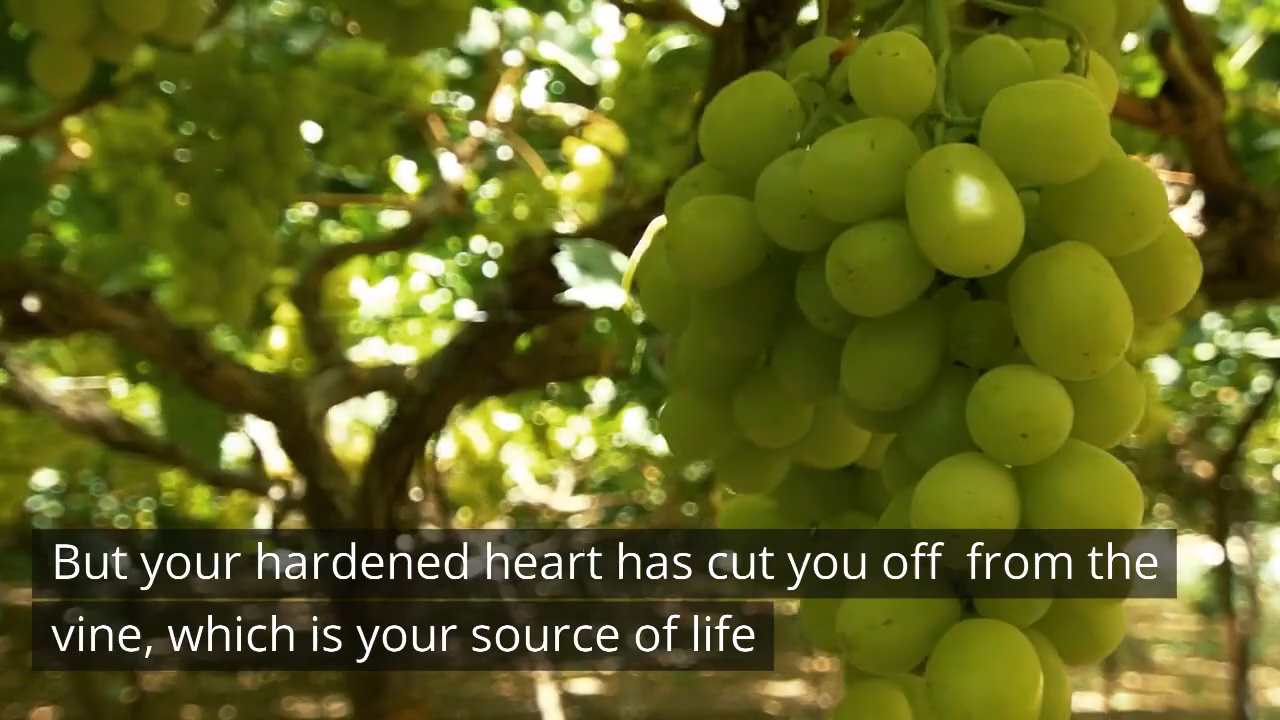 But your hardened heart has cut you off  from the
vine, which is your source of life